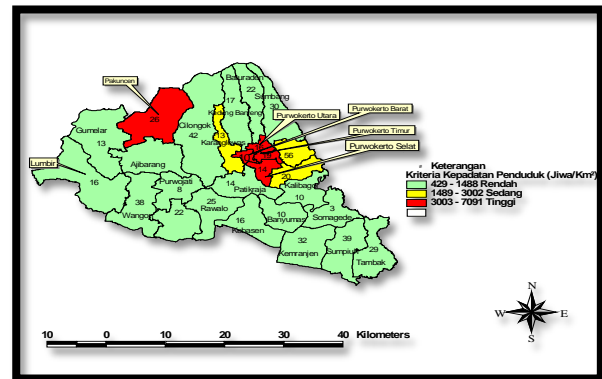 Pakuncen
Baturaden
22
Sumbang
30
17
Kedung Banteng
Purwokerto Utara
Purwokerto Barat
Purwokerto Timur
Purwokerto Selat
26
Cilongok
42
13
Karanglewas
14
56
20
Kalibagor
Gumelar
13
Ajibarang
Lumbir
16
38
Wangon
Purwojati
8
22
14
Patikraja
25
Rawalo
16
Kebasen
10
10
Banyumas
3
Somagede
32
Kemranjen
39
Sumpiuh
29
Tambak
Keterangan
Kriteria Kepadatan Penduduk (Jiwa/Km²)
429 - 1488 Rendah
1489 - 3002 Sedang
3003 - 7091 Tinggi
N
W E
S
10 0 10 20 30 40 Kilometers